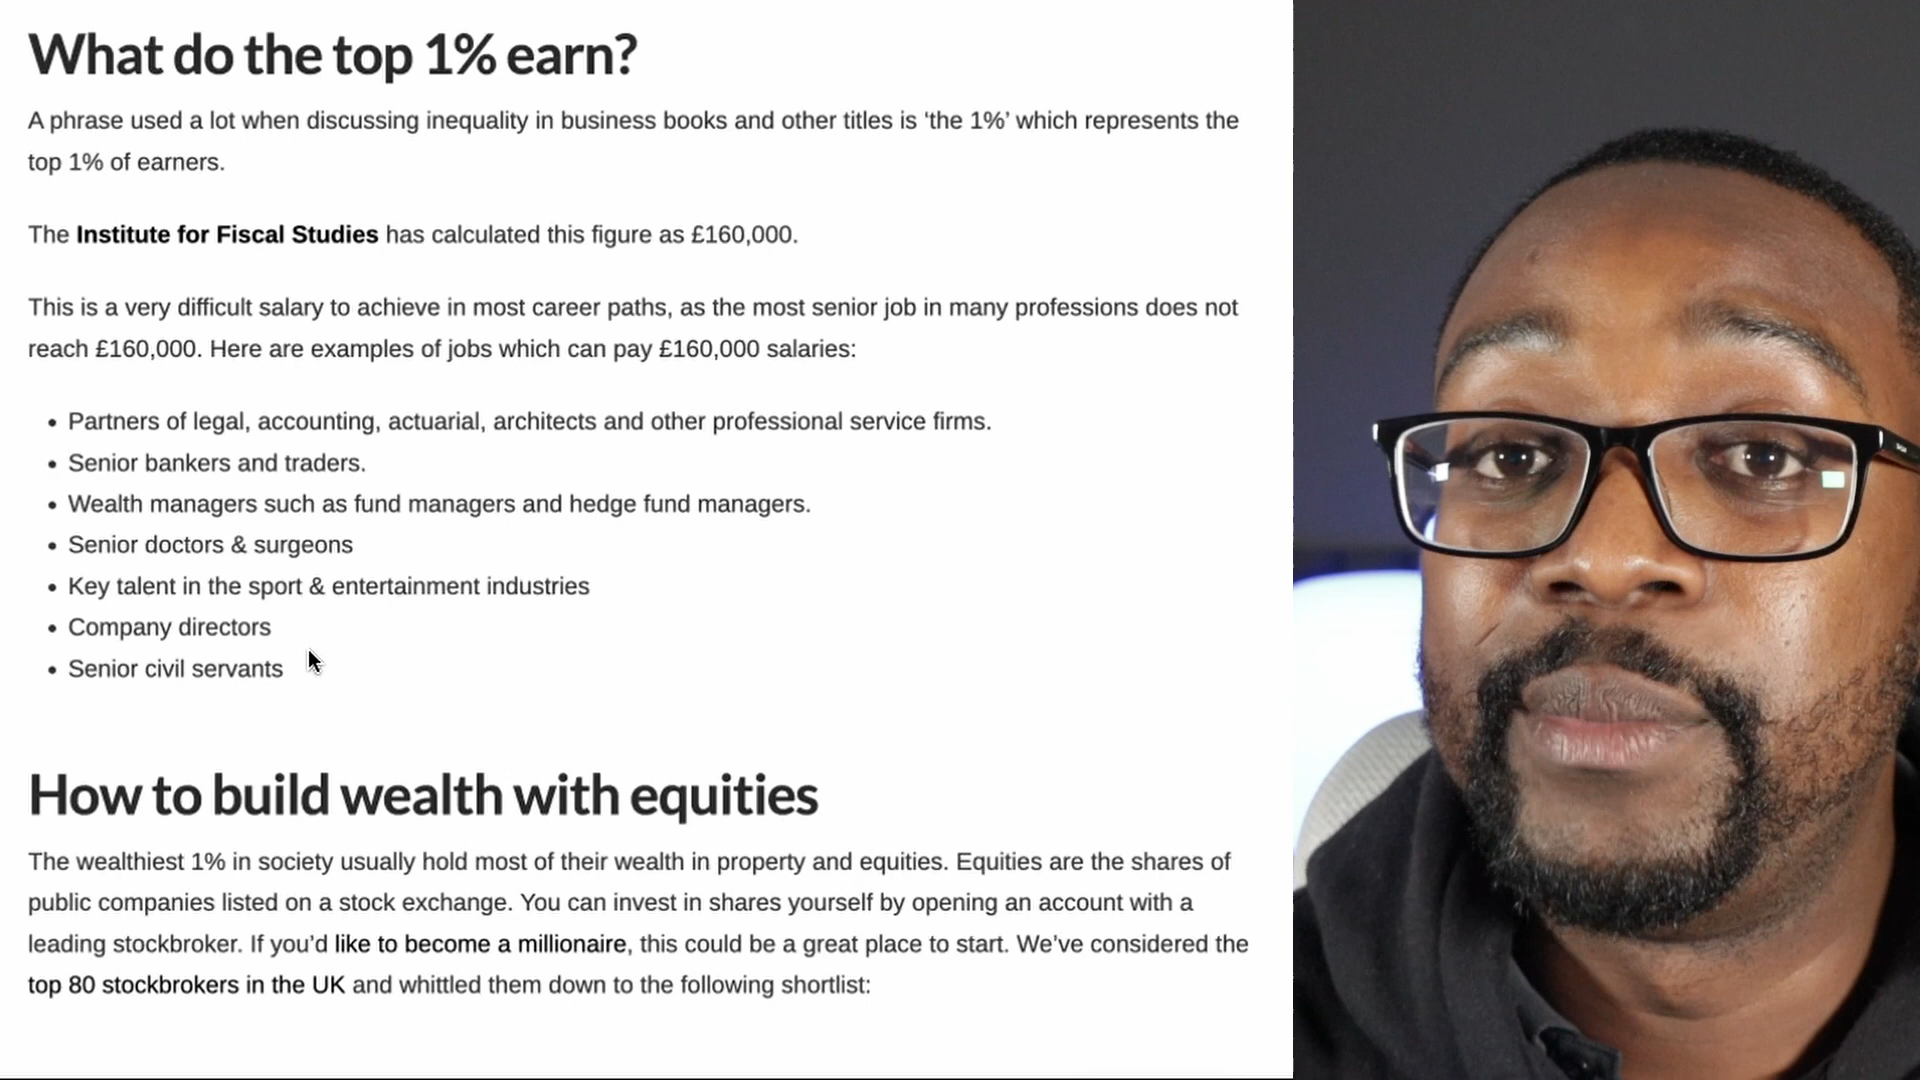 What do the top 1% earn?
A phrase used a lot when discussing inequality in business books and other titles is ‘the 1%’ which represents the
top 1% of earners.
The Institute for Fiscal Studies has calculated this figure as £160,000.
This is a very difficult salary to achieve in most career paths, as the most senior job in many professions does not
reach £160,000. Here are examples of jobs which can pay £160,000 salaries:
• Partners of legal, accounting, actuarial, architects and other professional service firms.
• Senior bankers and traders.
• Wealth managers such as fund managers and hedge fund managers.
• Senior doctors & surgeons
• Key talent in the sport & entertainment industries
• Company directors
• Senior civil servants
How to build wealth with equities
The wealthiest 1% in society usually hold most of their wealth in property and equities. Equities are the shares of
public companies listed on a stock exchange. You can invest in shares yourself by opening an account with a
leading stockbroker. If you’d like to become a millionaire, this could be a great place to start. We’ve considered the
top 80 stockbrokers in the UK and whittled them down to the following shortlist: